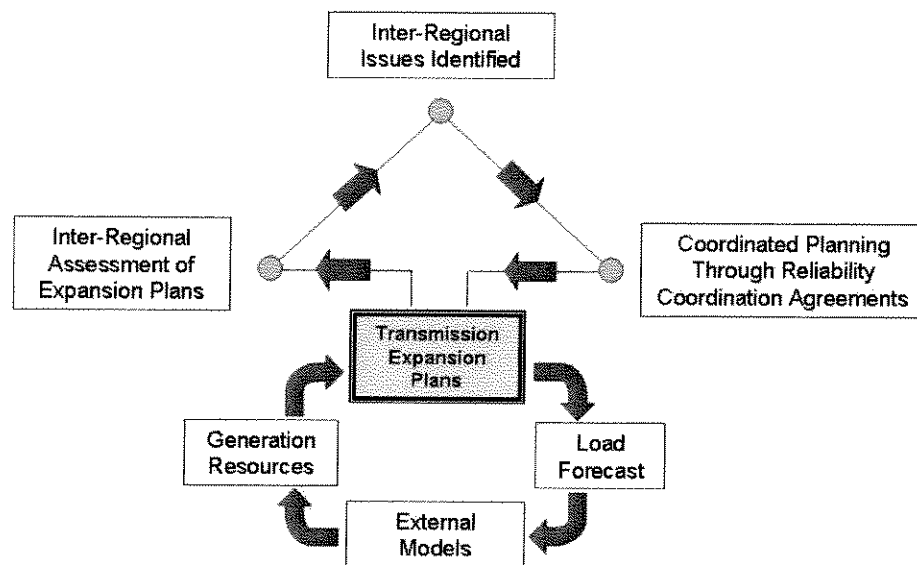 Inter-Regional
Issues Identified
Inter-Regional
Assessment of
Expansion Plans
Coordinated Planning
Through Reliability
Coordination Agreements
Transmission
Expansion
Plans
Generation
Resources
Load
Forecast
External
Models